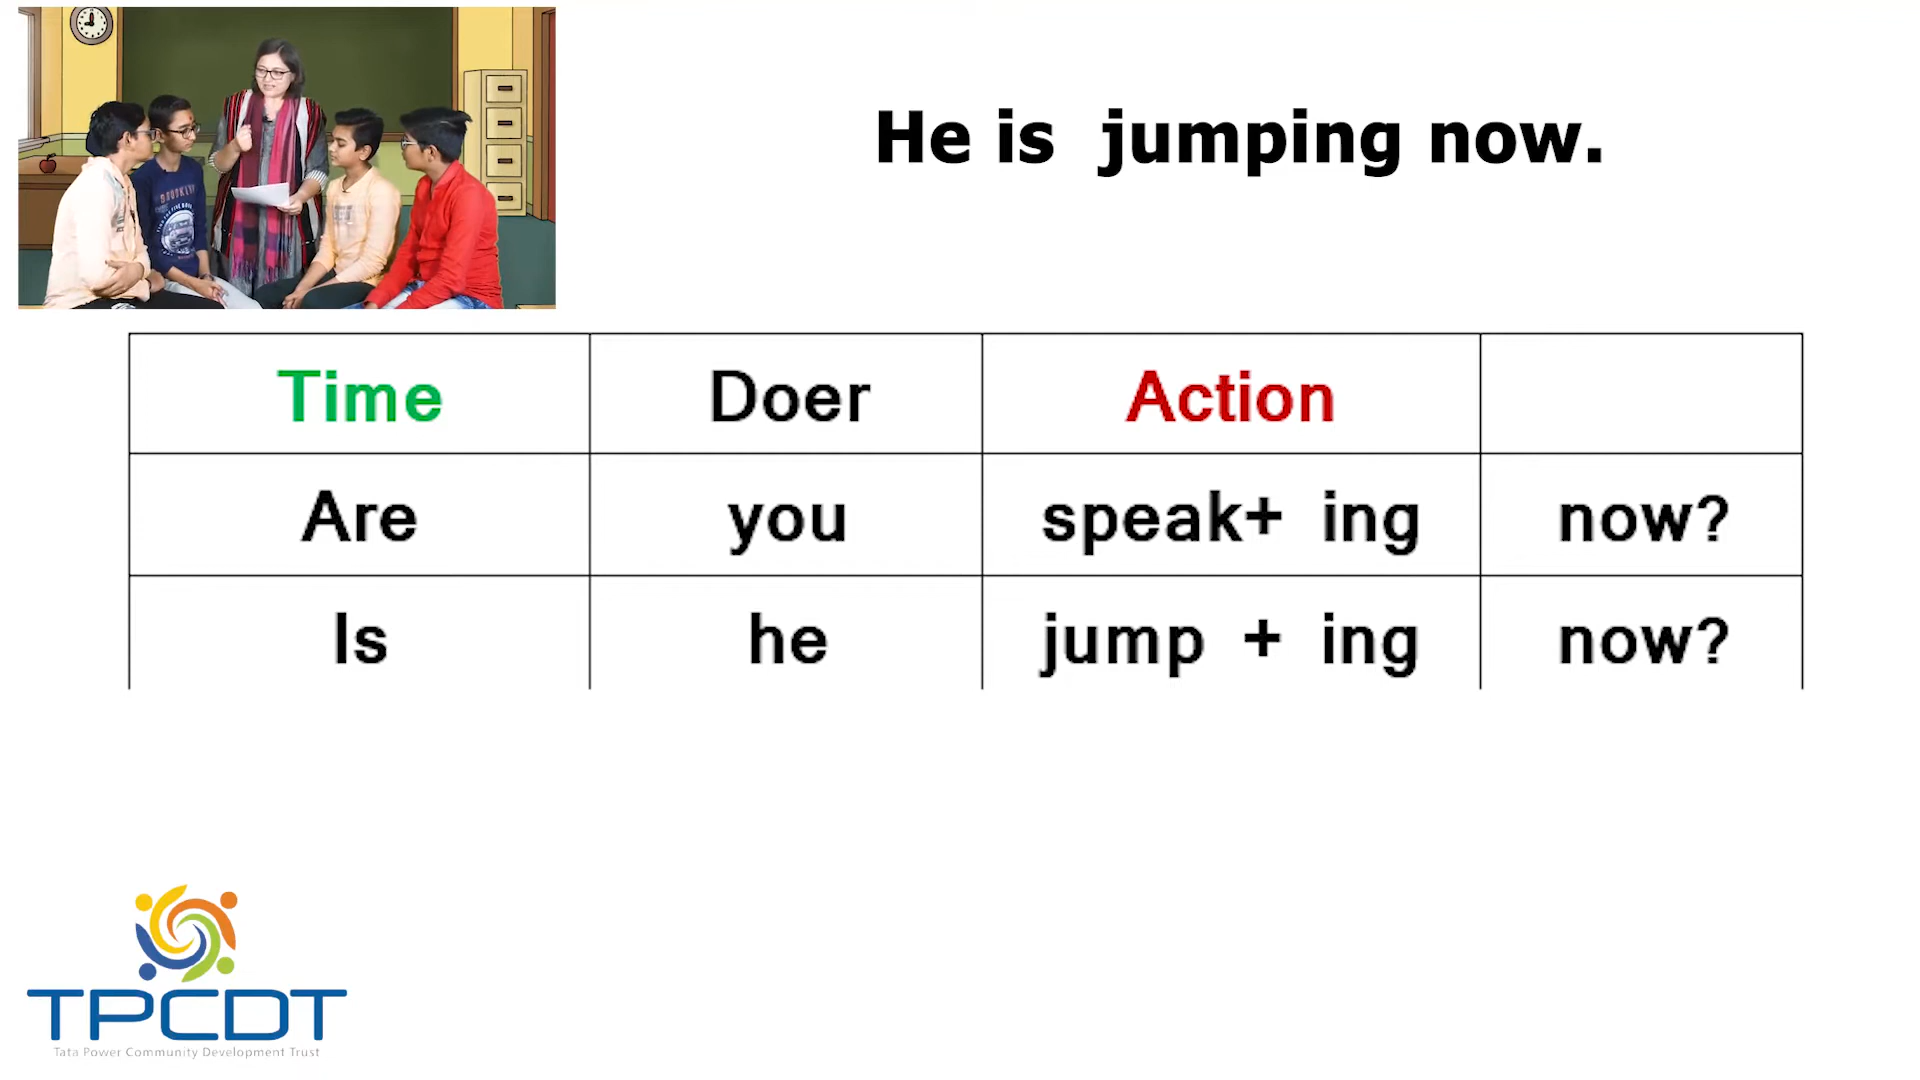 He is jumping now.
Time Doer Action
Are you speak+ ing now?
Is he jump + ing now?
TPCDT
Tata Power Community Development Trust